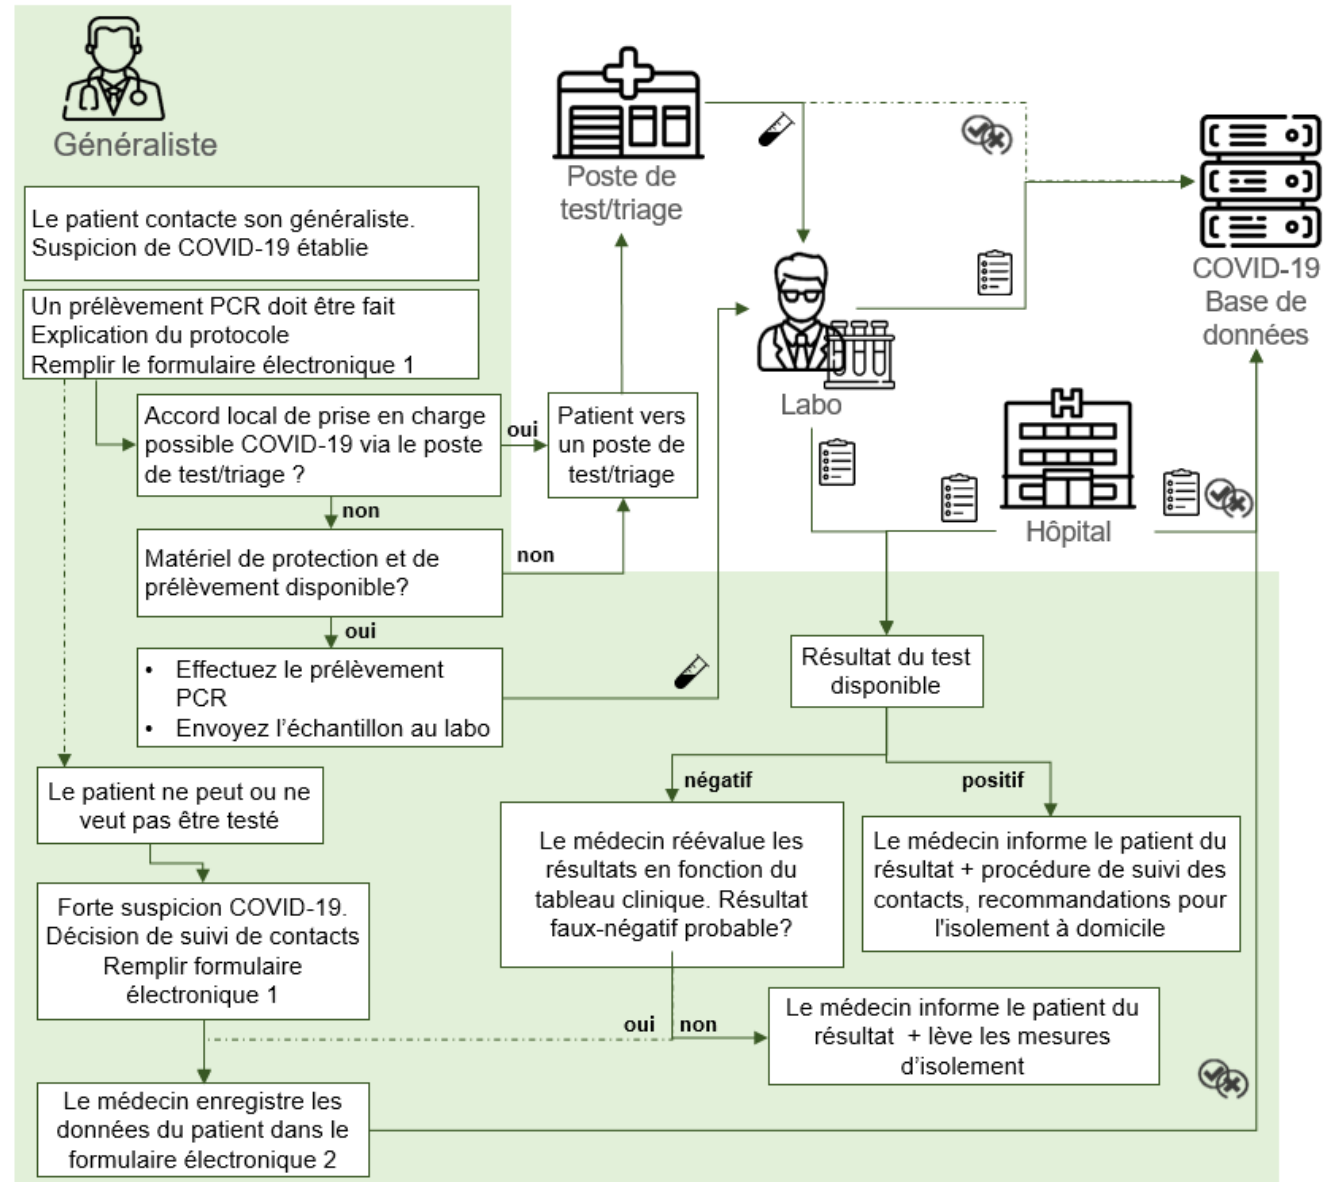 Généraliste
Le patient contacte son généraliste.
Suspicion de COVID-19 établie
Un prélèvement PCR doit être fait
Explication du protocole
Remplir le formulaire électronique 1
Accord local de prise en charge
possible COVID-19 via le poste
de test/triage ?
oui
Patient vers
un poste de
test/triage
Poste de
test/triage
non
Matériel de protection et de
prélèvement disponible?
non
oui
• Effectuez le prélèvement
PCR
• Envoyez l'échantillon au labo
Labo
COVID-19
Base de
données
H
Hôpital
Résultat du test
disponible
négatif
positif
Le médecin réévalue les
résultats en fonction du
tableau clinique. Résultat
faux-négatif probable?
Le médecin informe le patient du
résultat + procédure de suivi des
contacts, recommandations pour
l'isolement à domicile
oui
non
Le médecin informe le patient du
résultat + lève les mesures
d'isolement
Le patient ne peut ou ne
veut pas être testé
Forte suspicion COVID-19.
Décision de suivi de contacts
Remplir formulaire
électronique 1
Le médecin enregistre les
données du patient dans le
formulaire électronique 2